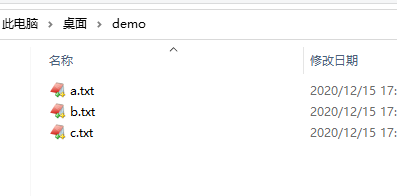 此电脑 > 桌面 > demo
名称 修改日期
a.txt 2020/12/15 17:
b.txt 2020/12/15 17:
c.txt 2020/12/15 17: